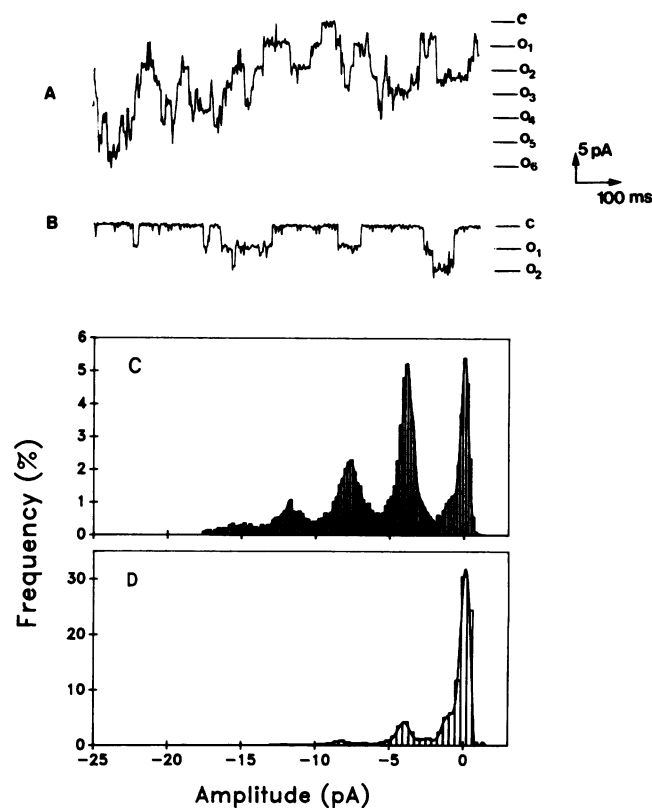 A
C
O1
O2
O3
O4
O5
O6
5 pA
100 ms
B
C
O1
O2
C
6
5
4
3
2
1
0
D
30
20
10
0
Frequency (%)
-25 -20 -15 -10 -5 0
Amplitude (pA)